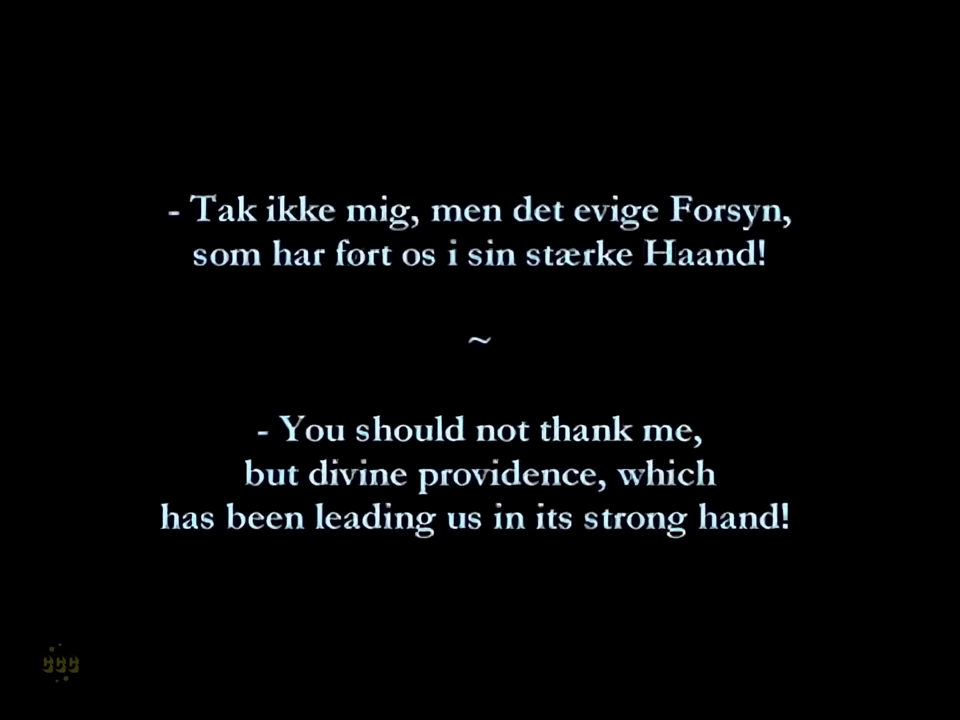 - Tak ikke mig, men det evige Forsyn,
som har ført os i sin stærke Haand!
~
- You should not thank me,
but divine providence, which
has been leading us in its strong hand!
CCC